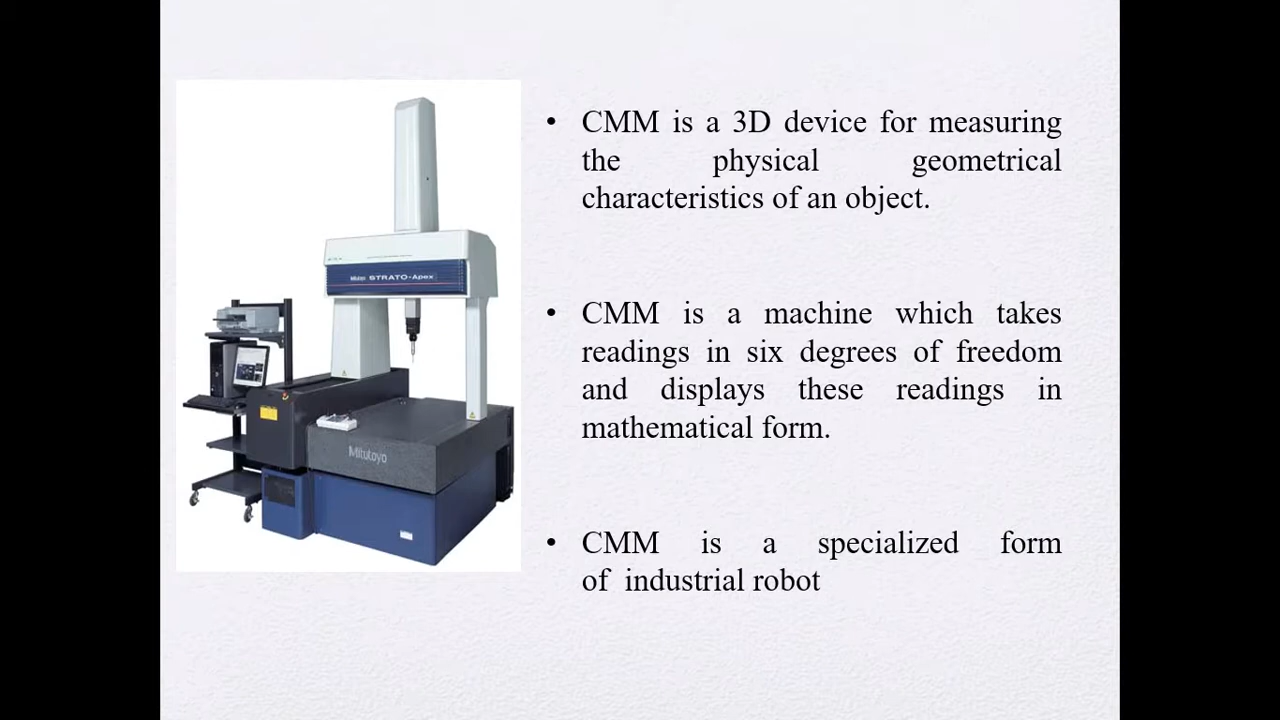 CMM is a 3D device for measuring
the physical geometrical
characteristics of an object.
CMM is a machine which takes
readings in six degrees of freedom
and displays these readings in
mathematical form.
CMM is a specialized form
of industrial robot
Mitutoyo STRATO-Apex
Mitutoyo